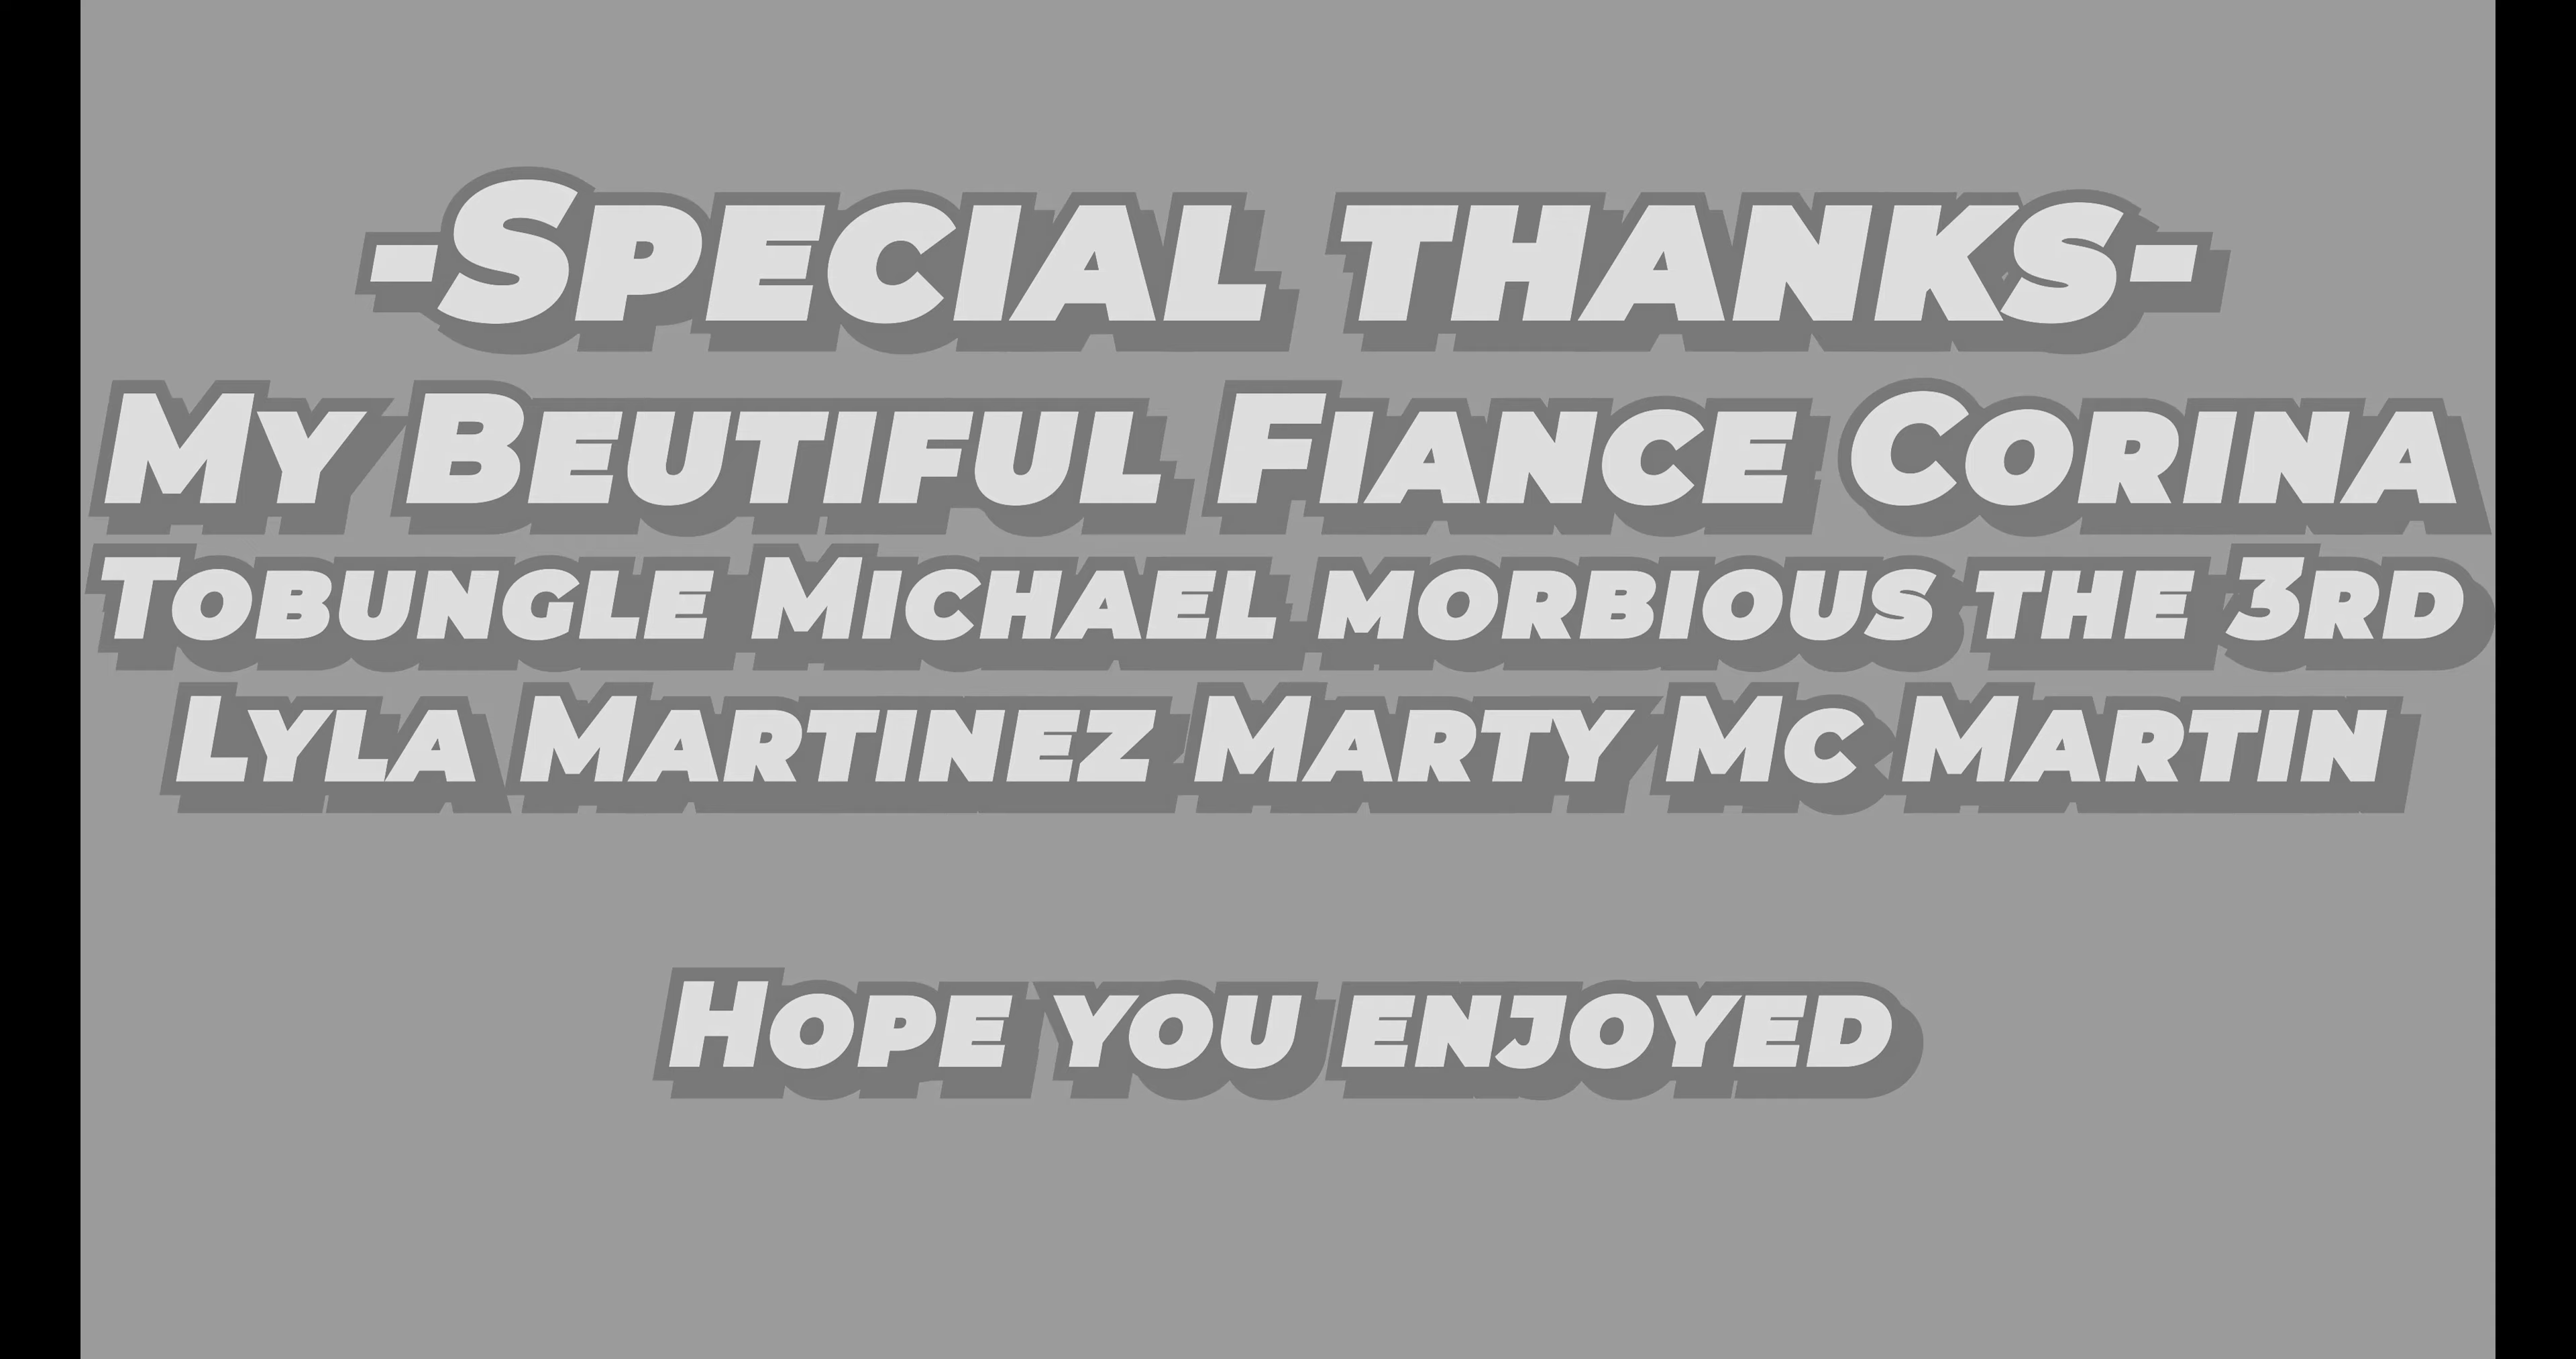 -Special thanks-
My Beutiful Fiance Corina
Tobungle Michael morbious the 3rd
Lyla Martinez Marty Mc Martin
Hope you enjoyed